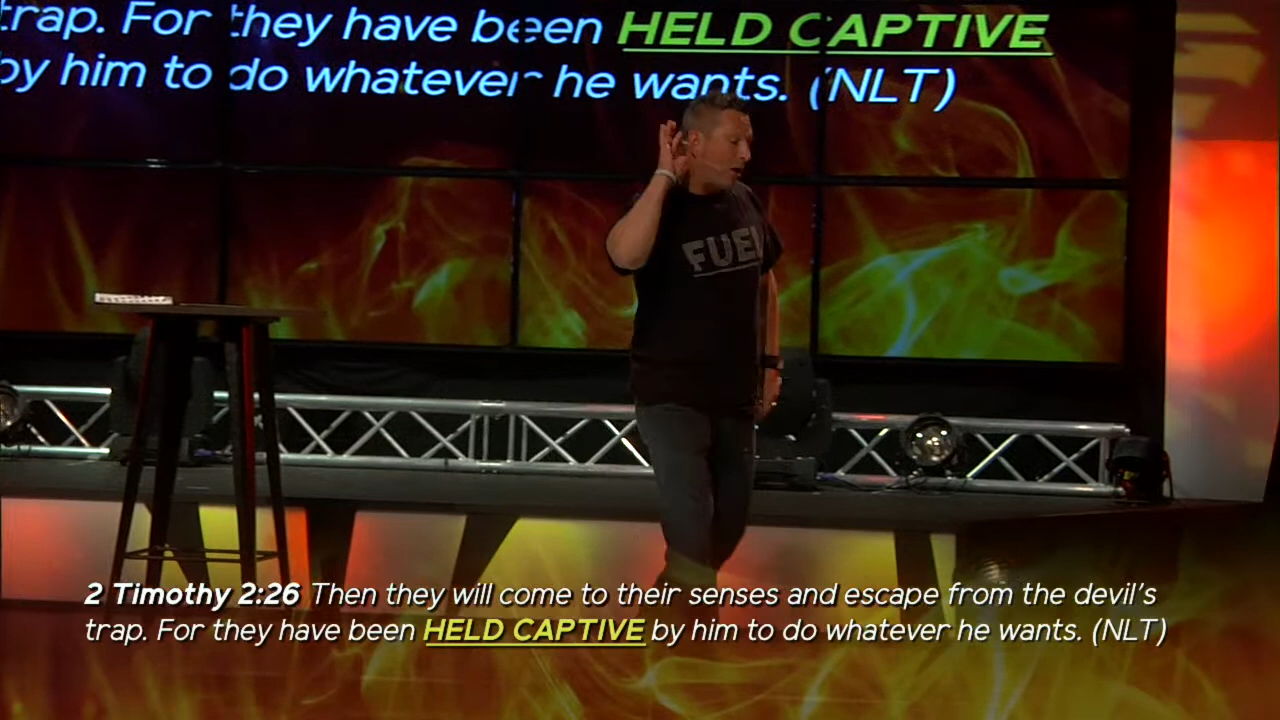 trap. For they have been HELD CAPTIVE
by him to do whatever he wants. (NLT)
FUEL
2 Timothy 2:26 Then they will come to their senses and escape from the devil's
trap. For they have been HELD CAPTIVE by him to do whatever he wants. (NLT)